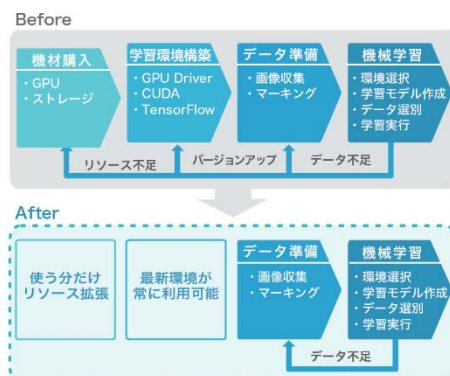 Before
機材購入
・GPU
・ストレージ
学習環境構築
・GPU Driver
・CUDA
・TensorFlow
データ準備
・画像収集
・マーキング
機械学習
・環境選択
・学習モデル作成
・データ選別
・学習実行
リソース不足
バージョンアップ
データ不足
After
使う分だけ
リソース拡張
最新環境が
常に利用可能
データ準備
・画像収集
・マーキング
機械学習
・環境選択
・学習モデル作成
・データ選別
・学習実行
データ不足